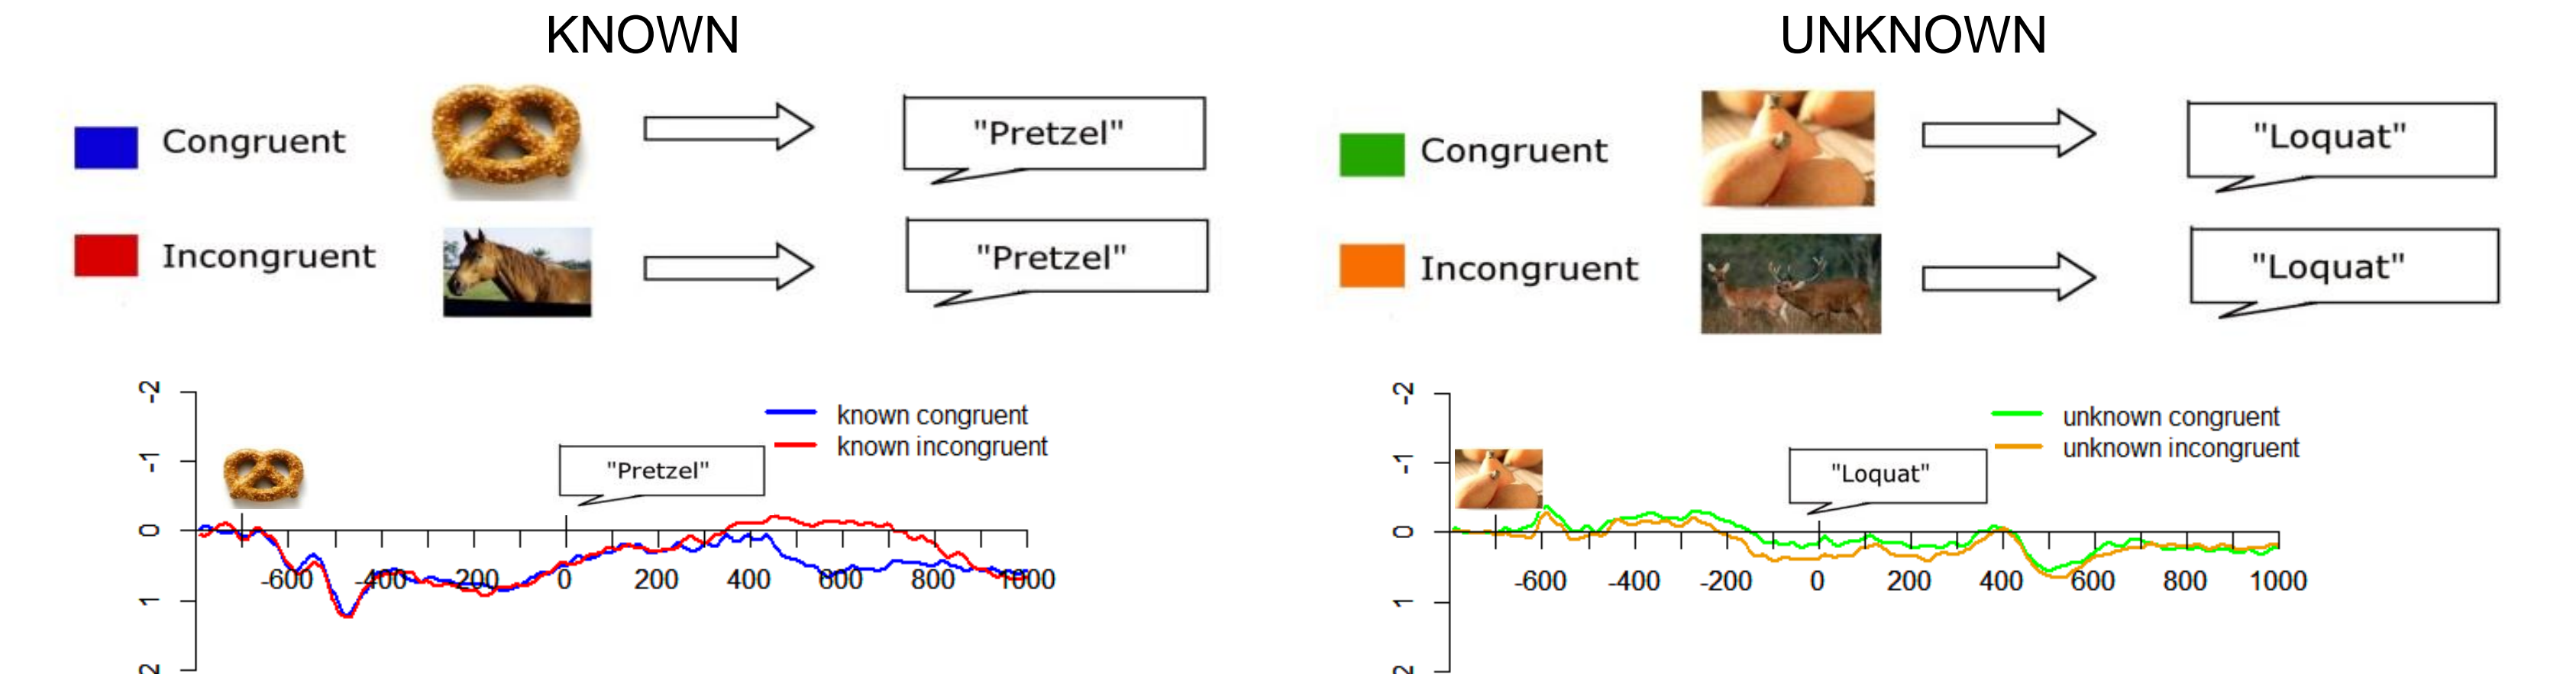 KNOWN
Congruent
"Pretzel"
Incongruent
"Pretzel"
-2
-1
0
1
2
known congruent
known incongruent
"Pretzel"
-600 -400 -200 0 200 400 600 800 1000
UNKNOWN
Congruent
"Loquat"
Incongruent
"Loquat"
-2
-1
0
1
2
unknown congruent
unknown incongruent
"Loquat"
-600 -400 -200 0 200 400 600 800 1000